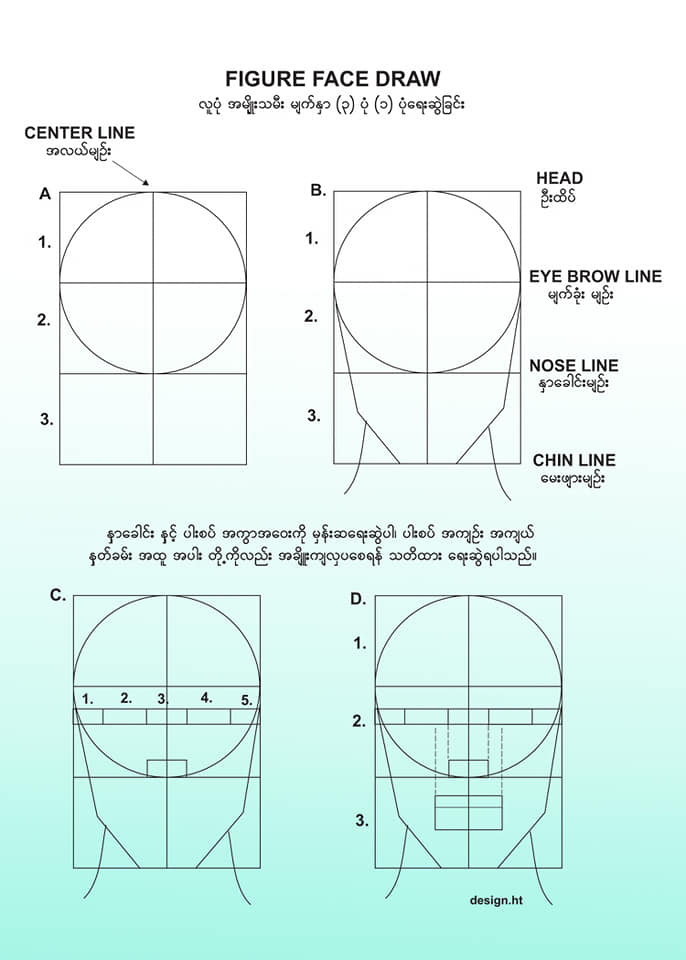 FIGURE FACE DRAW
လူပုံ အမျိုးသမီး မျက်နှာ (၃) ပုံ (၁) ပုံရေးဆွဲခြင်း
CENTER LINE
အလယ်မျဉ်း
A
1.
2.
3.
B.
1.
2.
3.
HEAD
ဦးထိပ်
EYE BROW LINE
မျက်ခုံး မျဉ်း
NOSE LINE
နှာခေါင်းမျဉ်း
CHIN LINE
မေးဖျားမျဉ်း
နှာခေါင်း နှင့် ပါးစပ် အကွာအဝေးကို မှန်းဆရေးဆွဲပါ၊ ပါးစပ် အကျဉ်း အကျယ်
နှတ်ခမ်း အထူ အပါး တို့ကိုလည်း အချိုးကျလှပစေရန် သတိထား ရေးဆွဲရပါသည်။
C.
1. 2. 3. 4. 5.
D.
1.
2.
3.
design.ht